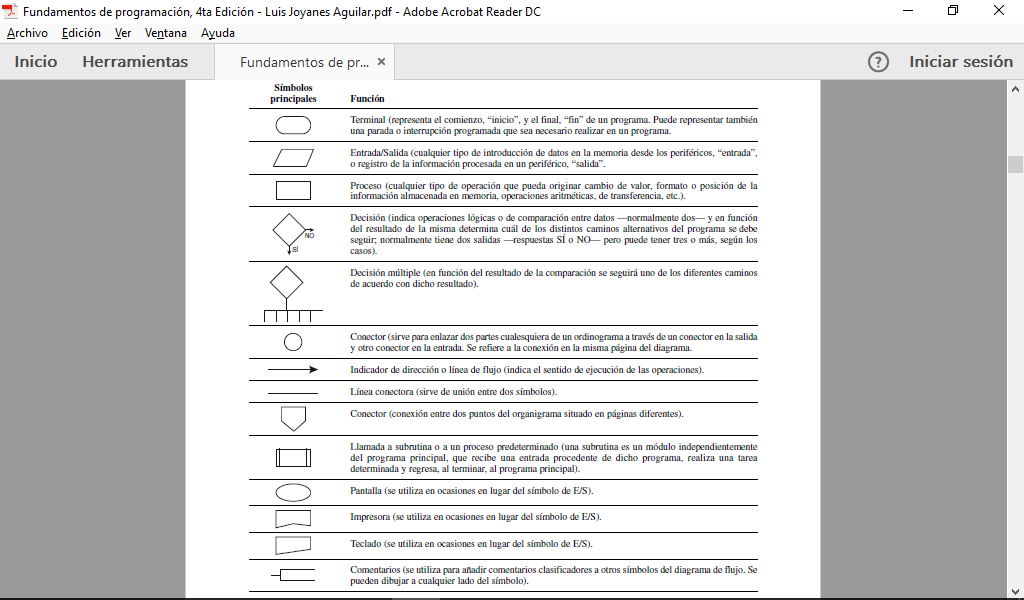 Fundamentos de programación, 4ta Edición - Luis Joyanes Aguilar.pdf - Adobe Acrobat Reader DC
Archivo Edición Ver Ventana Ayuda
Inicio Herramientas Fundamentos de pr... × ? Iniciar sesión
Símbolos
principales Función
Terminal (representa el comienzo, “inicio”, y el final, “fin” de un programa. Puede representar también
una parada o interrupción programada que sea necesario realizar en un programa.
Entrada/Salida (cualquier tipo de introducción de datos en la memoria desde los periféricos, “entrada”,
o registro de la información procesada en un periférico, “salida”.
Proceso (cualquier tipo de operación que pueda originar cambio de valor, formato o posición de la
información almacenada en memoria, operaciones aritméticas, de transferencia, etc.).
Decisión (indica operaciones lógicas o de comparación entre datos —normalmente dos— y en función
del resultado de la misma determina cuál de los distintos caminos alternativos del programa se debe
seguir; normalmente tiene dos salidas —respuestas SÍ o NO— pero puede tener tres o más, según los
casos).
NO
SÍ
Decisión múltiple (en función del resultado de la comparación se seguirá uno de los diferentes caminos
de acuerdo con dicho resultado).
Conector (sirve para enlazar dos partes cualesquiera de un ordinograma a través de un conector en la salida
y otro conector en la entrada. Se refiere a la conexión en la misma página del diagrama.
Indicador de dirección o línea de flujo (indica el sentido de ejecución de las operaciones).
Línea conectora (sirve de unión entre dos símbolos).
Conector (conexión entre dos puntos del organigrama situado en páginas diferentes).
Llamada a subrutina o a un proceso predeterminado (una subrutina es un módulo independientemente
del programa principal, que recibe una entrada procedente de dicho programa, realiza una tarea
determinada y regresa, al terminar, al programa principal).
Pantalla (se utiliza en ocasiones en lugar del símbolo de E/S).
Impresora (se utiliza en ocasiones en lugar del símbolo de E/S).
Teclado (se utiliza en ocasiones en lugar del símbolo de E/S).
Comentarios (se utiliza para añadir comentarios clasificadores a otros símbolos del diagrama de flujo. Se
pueden dibujar a cualquier lado del símbolo).